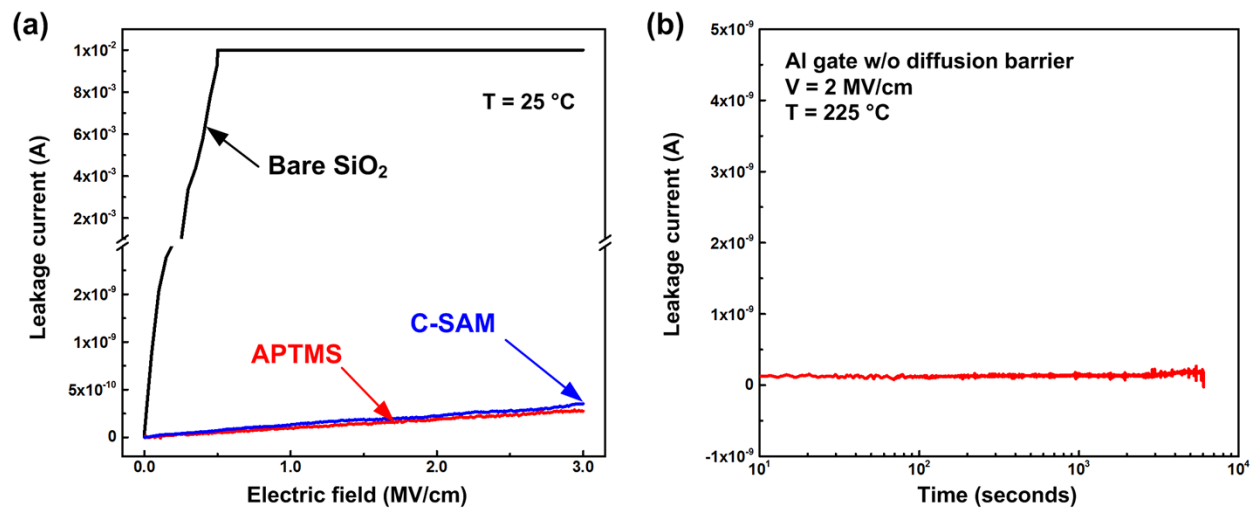 (a)
Leakage current (A)
1x10⁻²
8x10⁻³
6x10⁻³
4x10⁻³
2x10⁻³
2x10⁻⁹
1x10⁻⁹
5x10⁻¹⁰
0
T = 25 °C
Bare SiO₂
C-SAM
APTMS
0.0 1.0 2.0 3.0
Electric field (MV/cm)
(b)
Leakage current (A)
5x10⁻⁹
4x10⁻⁹
3x10⁻⁹
2x10⁻⁹
1x10⁻⁹
0
-1x10⁻⁹
Al gate w/o diffusion barrier
V = 2 MV/cm
T = 225 °C
10¹ 10² 10³ 10⁴
Time (seconds)